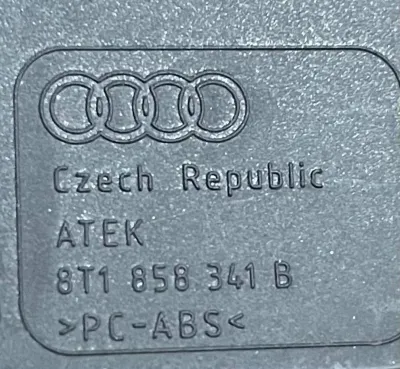 Czech Republic
ATEK
8T1 858 341 B
>PC-ABS<